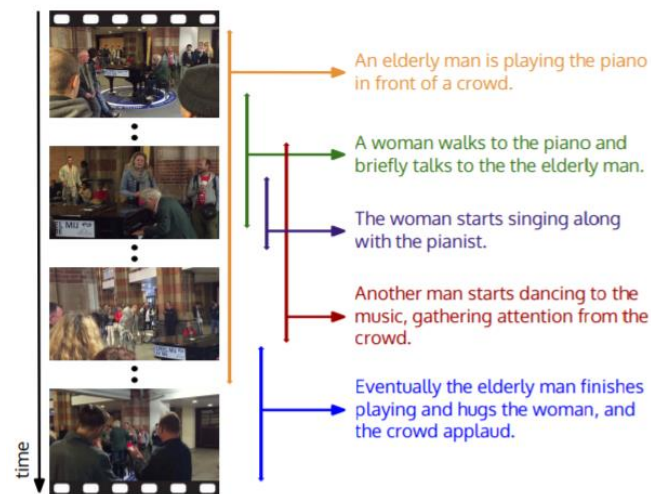 An elderly man is playing the piano
in front of a crowd.
A woman walks to the piano and
briefly talks to the the elderly man.
EL MU
The woman starts singing along
with the pianist.
Another man starts dancing to the
music, gathering attention from the
crowd.
Eventually the elderly man finishes
playing and hugs the woman, and
the crowd applaud.
time